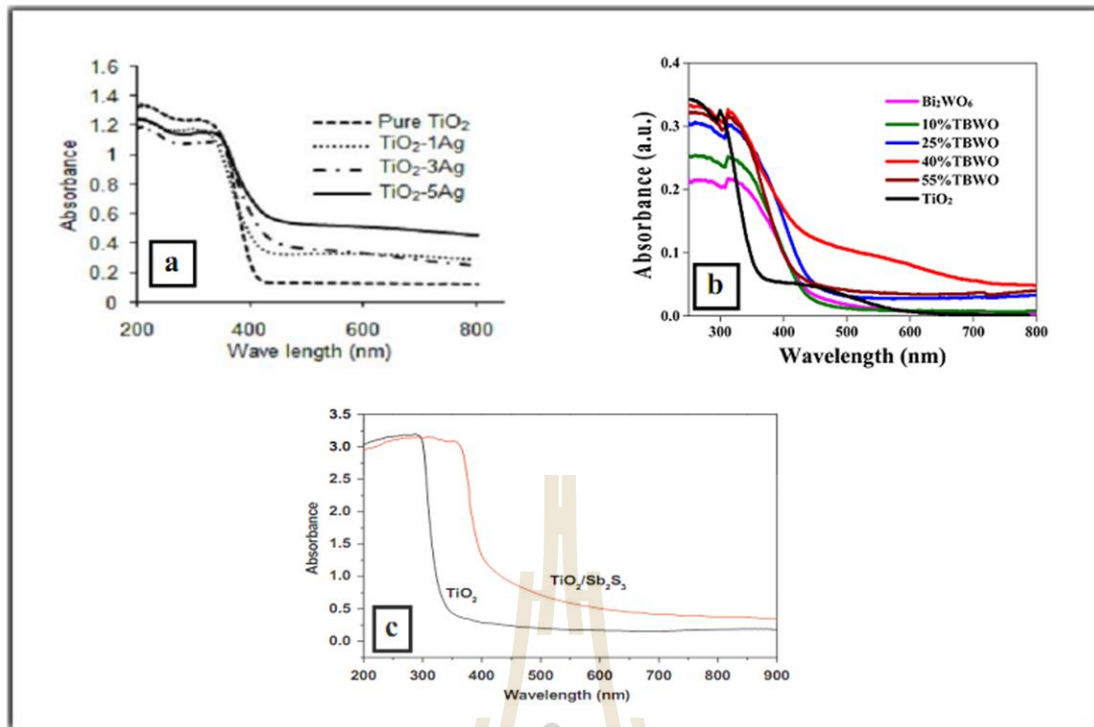 1.6
1.4
1.2
1
0.8
0.6
0.4
0.2
0
Absorbance
200 400 600 800
Wave length (nm)
Pure TiO₂
TiO₂-1Ag
TiO₂-3Ag
TiO₂-5Ag
a
0.4
0.3
0.2
0.1
0.0
Absorbance (a.u.)
300 400 500 600 700 800
Wavelength (nm)
Bi₂WO₆
10%TBWO
25%TBWO
40%TBWO
55%TBWO
TiO₂
b
3.5
3.0
2.5
2.0
1.5
1.0
0.5
0.0
Absorbance
200 300 400 500 600 700 800 900
Wavelength (nm)
TiO₂
TiO₂/Sb₂S₃
c